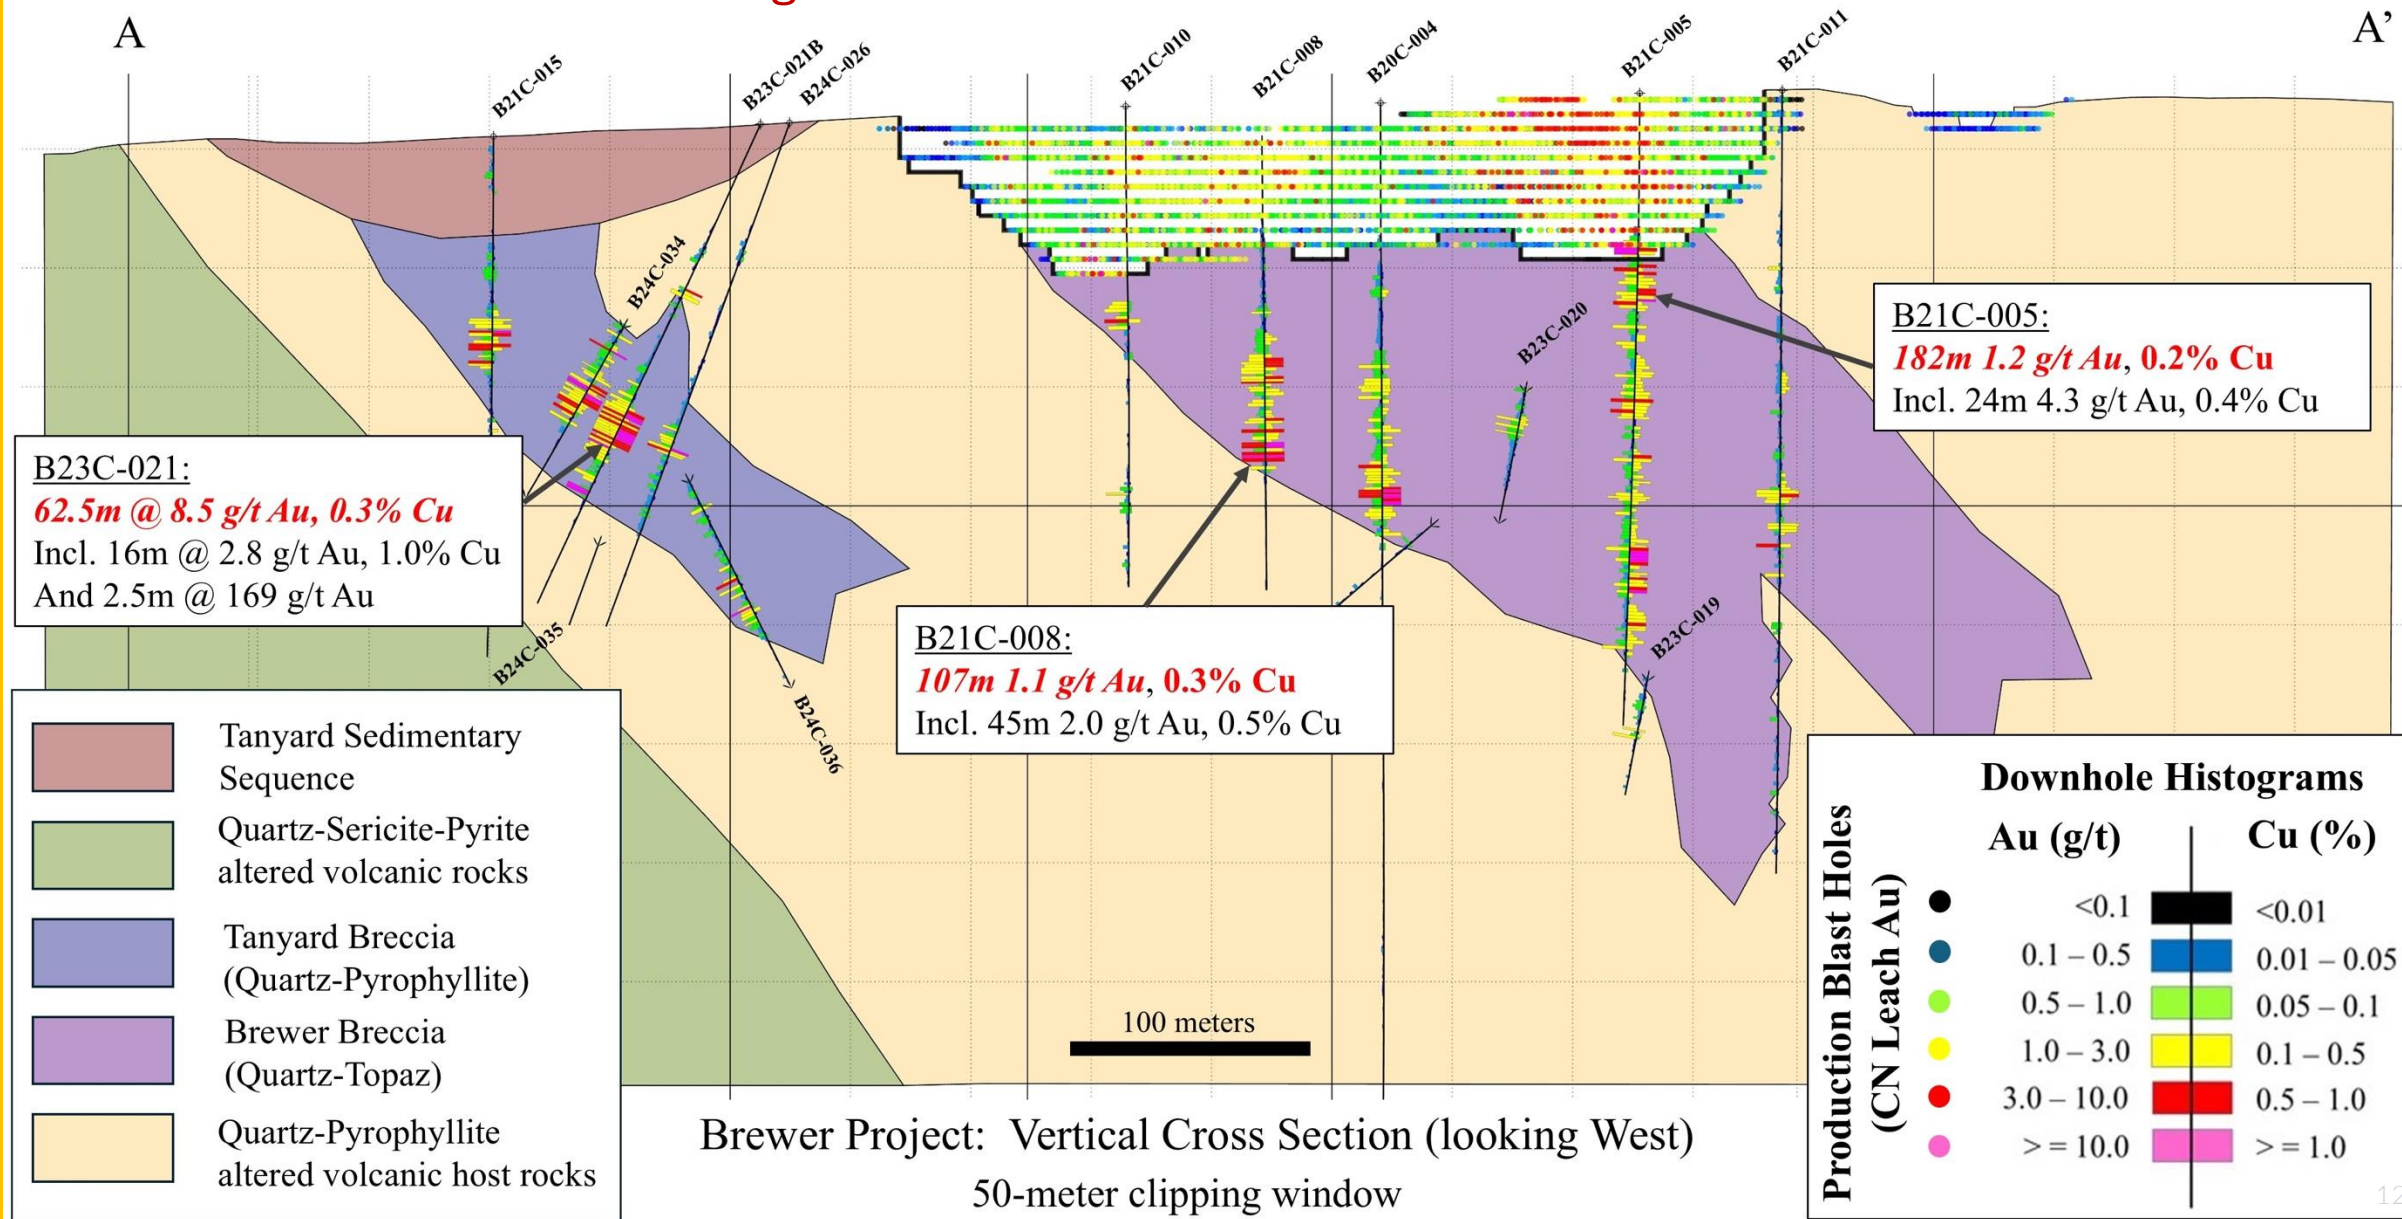 A
A’
B21C-015
B23C-021B
B24C-026
B21C-010
B21C-008
B20C-004
B21C-005
B21C-011
B24C-034
B23C-020
B21C-005:
182m 1.2 g/t Au, 0.2% Cu
Incl. 24m 4.3 g/t Au, 0.4% Cu
B23C-021:
62.5m @ 8.5 g/t Au, 0.3% Cu
Incl. 16m @ 2.8 g/t Au, 1.0% Cu
And 2.5m @ 169 g/t Au
B21C-008:
107m 1.1 g/t Au, 0.3% Cu
Incl. 45m 2.0 g/t Au, 0.5% Cu
B24C-035
B24C-036
B23C-019
Tanyard Sedimentary
Sequence
Quartz-Sericite-Pyrite
altered volcanic rocks
Tanyard Breccia
(Quartz-Pyrophyllite)
Brewer Breccia
(Quartz-Topaz)
Quartz-Pyrophyllite
altered volcanic host rocks
100 meters
Brewer Project: Vertical Cross Section (looking West)
50-meter clipping window
Production Blast Holes
(CN Leach Au)
Downhole Histograms
Au (g/t) Cu (%)
<0.1 <0.01
0.1 – 0.5 0.01 – 0.05
0.5 – 1.0 0.05 – 0.1
1.0 – 3.0 0.1 – 0.5
3.0 – 10.0 0.5 – 1.0
> = 10.0 > = 1.0
12